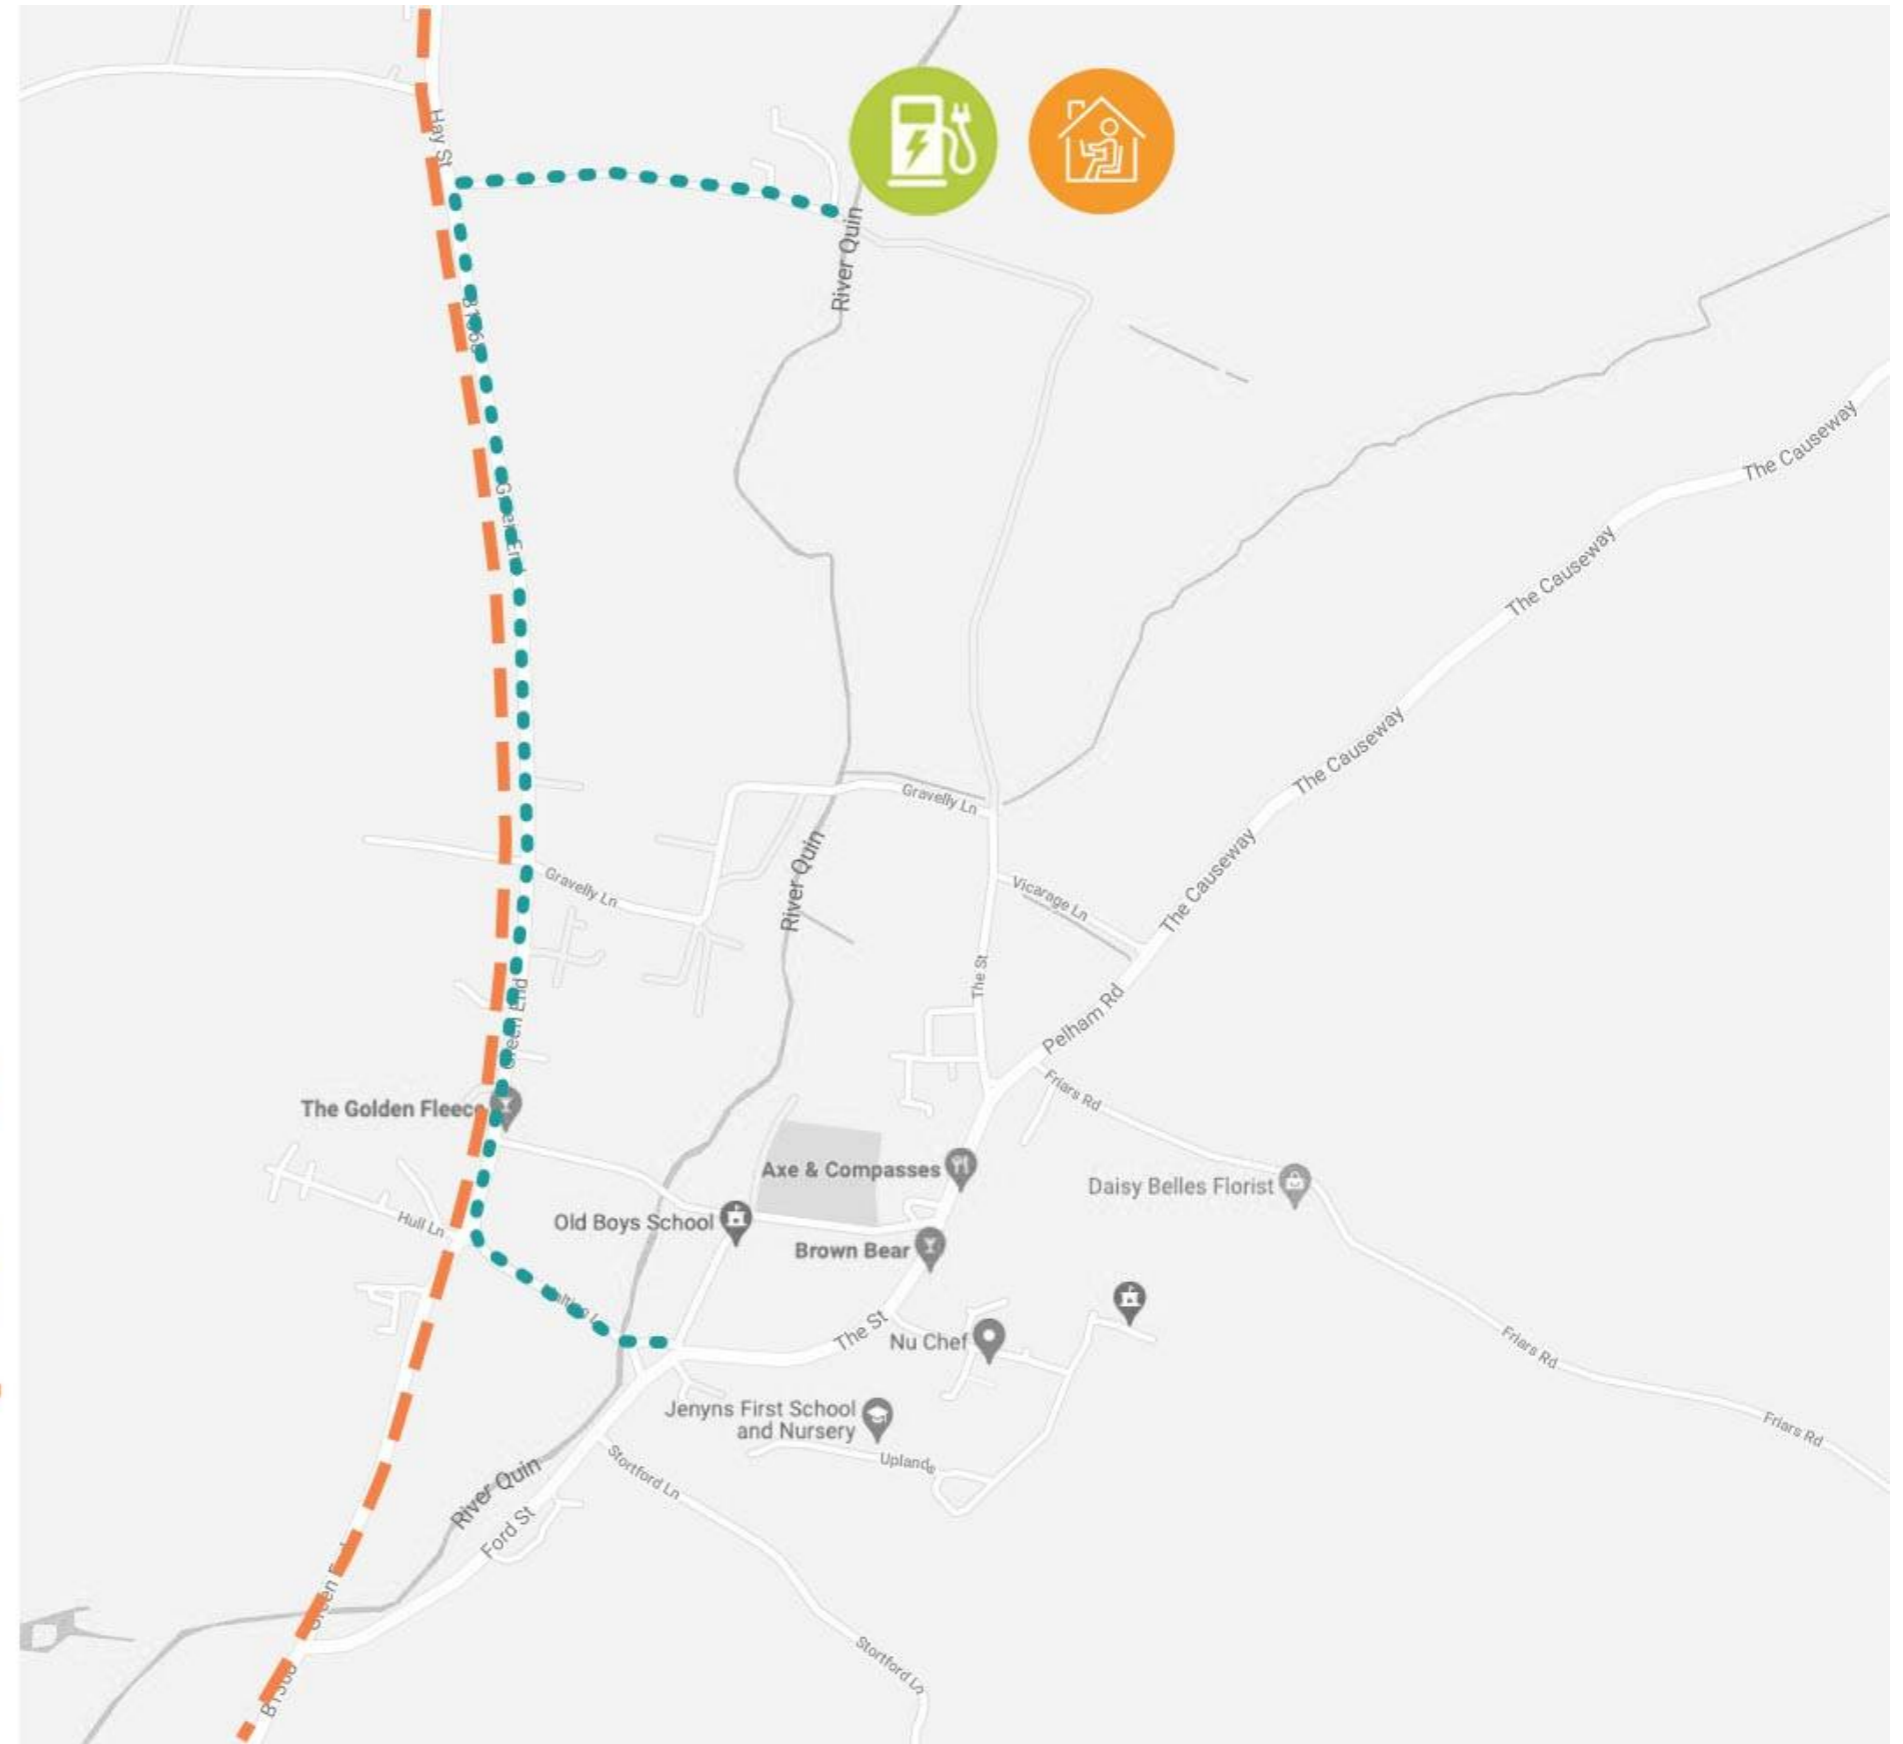 Hay St
River Quin
The Causeway
The Causeway
The Causeway
The Causeway
Gravelly Ln
Gravelly Ln
River Quin
Vicarage Ln
The St
Pelham Rd
Green End
Friars Rd
The Golden Fleece
Axe & Compasses
Daisy Belles Florist
Hull Ln
Old Boys School
Brown Bear
The St
Nu Chef
Friars Rd
Jenyns First School
and Nursery
Uplands
Friars Rd
River Quin
Stortford Ln
Ford St
Stortford Ln